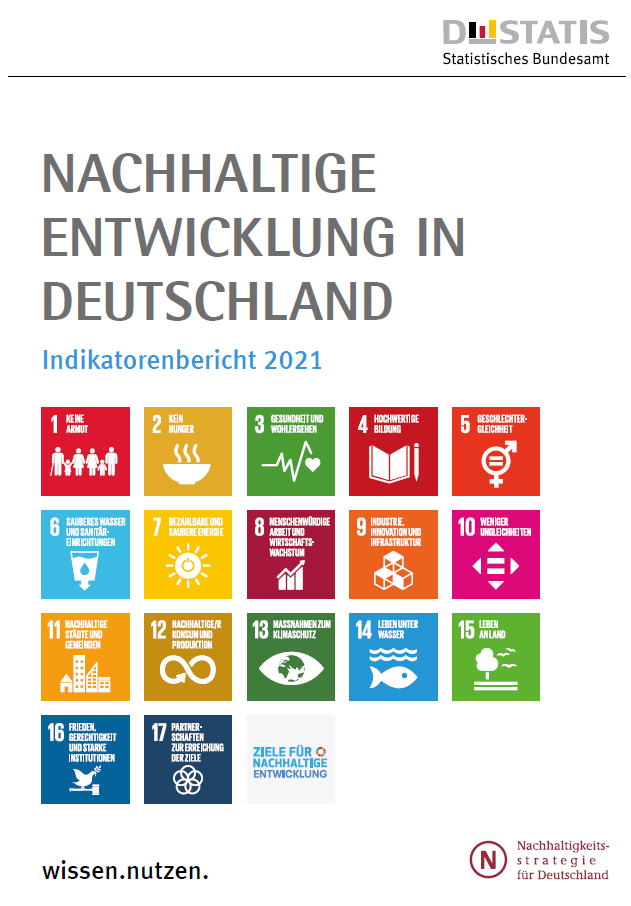 DESTATIS
Statistisches Bundesamt
NACHHALTIGE
ENTWICKLUNG IN
DEUTSCHLAND
Indikatorenbericht 2021
1 KEINE
ARMUT
2 KEIN
HUNGER
3 GESUNDHEIT UND
WOHLERGEHEN
4 HOCHWERTIGE
BILDUNG
5 GESCHLECHTER-
GLEICHHEIT
6 SAUBERES WASSER
UND SANITÄR-
EINRICHTUNGEN
7 BEZAHLBARE UND
SAUBERE ENERGIE
8 MENSCHENWÜRDIGE
ARBEIT UND
WIRTSCHAFTS-
WACHSTUM
9 INDUSTRIE,
INNOVATION UND
INFRASTRUKTUR
10 WENIGER
UNGLEICHHEITEN
11 NACHHALTIGE
STÄDTE UND
GEMEINDEN
12 NACHHALTIGE/R
KONSUM UND
PRODUKTION
13 MASSNAHMEN ZUM
KLIMASCHUTZ
14 LEBEN UNTER
WASSER
15 LEBEN
AN LAND
16 FRIEDEN,
GERECHTIGKEIT
UND STARKE
INSTITUTIONEN
17 PARTNER-
SCHAFTEN
ZUR ERREICHUNG
DER ZIELE
ZIELE FÜR
NACHHALTIGE
ENTWICKLUNG
wissen.nutzen.
N
Nachhaltigkeits-
strategie
für Deutschland